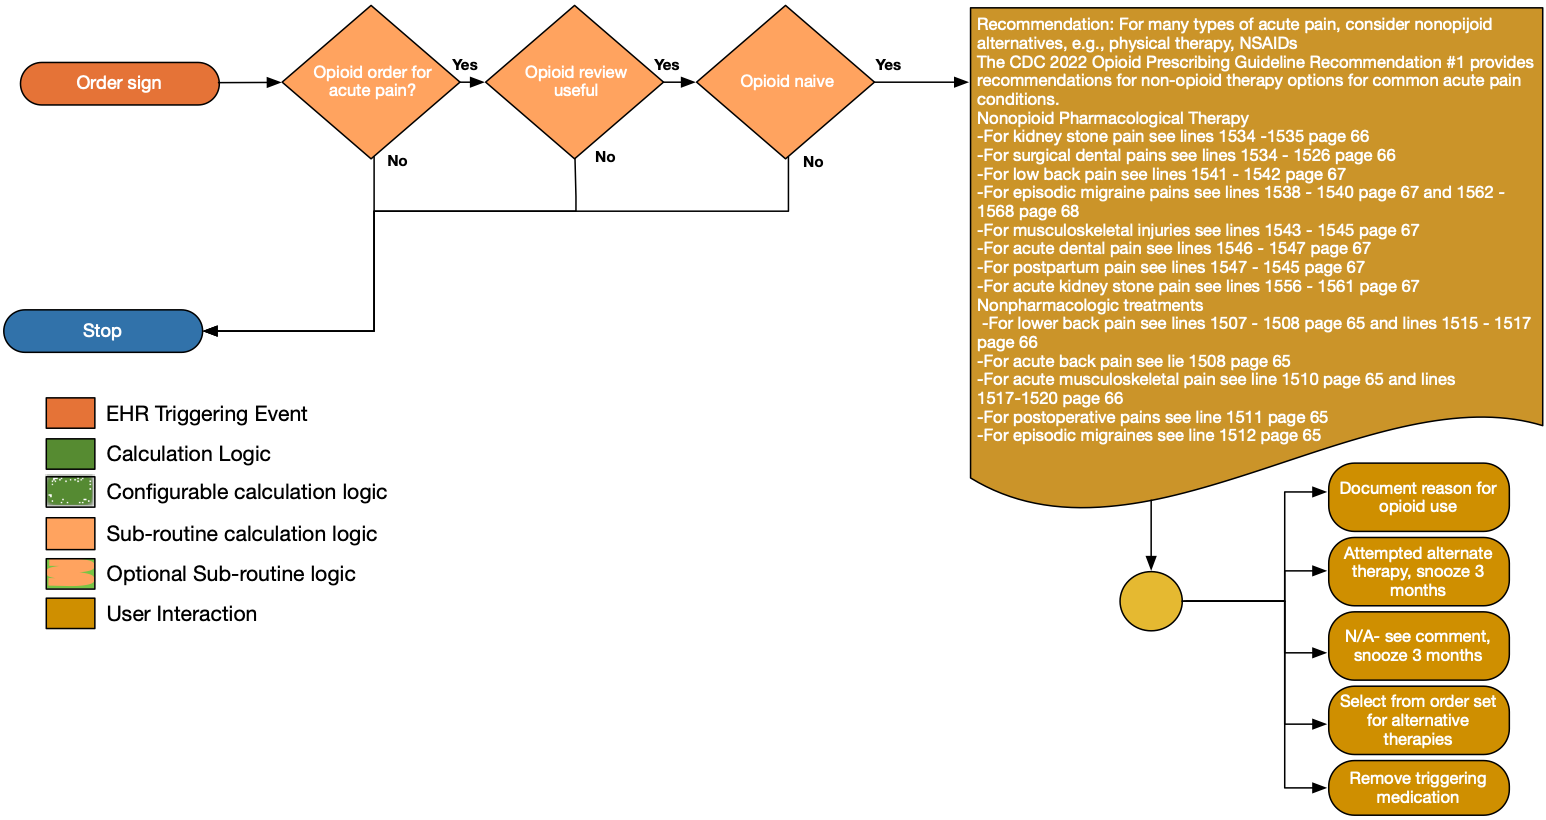 Order sign
Opioid order for
acute pain?
Yes
No
Opioid review
useful
Yes
No
Opioid naive
Yes
No
Stop
Recommendation: For many types of acute pain, consider nonopijoid
alternatives, e.g., physical therapy, NSAIDs
The CDC 2022 Opioid Prescribing Guideline Recommendation #1 provides
recommendations for non-opioid therapy options for common acute pain
conditions.
Nonopioid Pharmacological Therapy
-For kidney stone pain see lines 1534 -1535 page 66
-For surgical dental pains see lines 1534 - 1526 page 66
-For low back pain see lines 1541 - 1542 page 67
-For episodic migraine pains see lines 1538 - 1540 page 67 and 1562 -
1568 page 68
-For musculoskeletal injuries see lines 1543 - 1545 page 67
-For acute dental pain see lines 1546 - 1547 page 67
-For postpartum pain see lines 1547 - 1545 page 67
-For acute kidney stone pain see lines 1556 - 1561 page 67
Nonpharmacologic treatments
-For lower back pain see lines 1507 - 1508 page 65 and lines 1515 - 1517
page 66
-For acute back pain see lie 1508 page 65
-For acute musculoskeletal pain see line 1510 page 65 and lines
1517-1520 page 66
-For postoperative pains see line 1511 page 65
-For episodic migraines see line 1512 page 65
EHR Triggering Event
Calculation Logic
Configurable calculation logic
Sub-routine calculation logic
Optional Sub-routine logic
User Interaction
Document reason for
opioid use
Attempted alternate
therapy, snooze 3
months
N/A- see comment,
snooze 3 months
Select from order set
for alternative
therapies
Remove triggering
medication